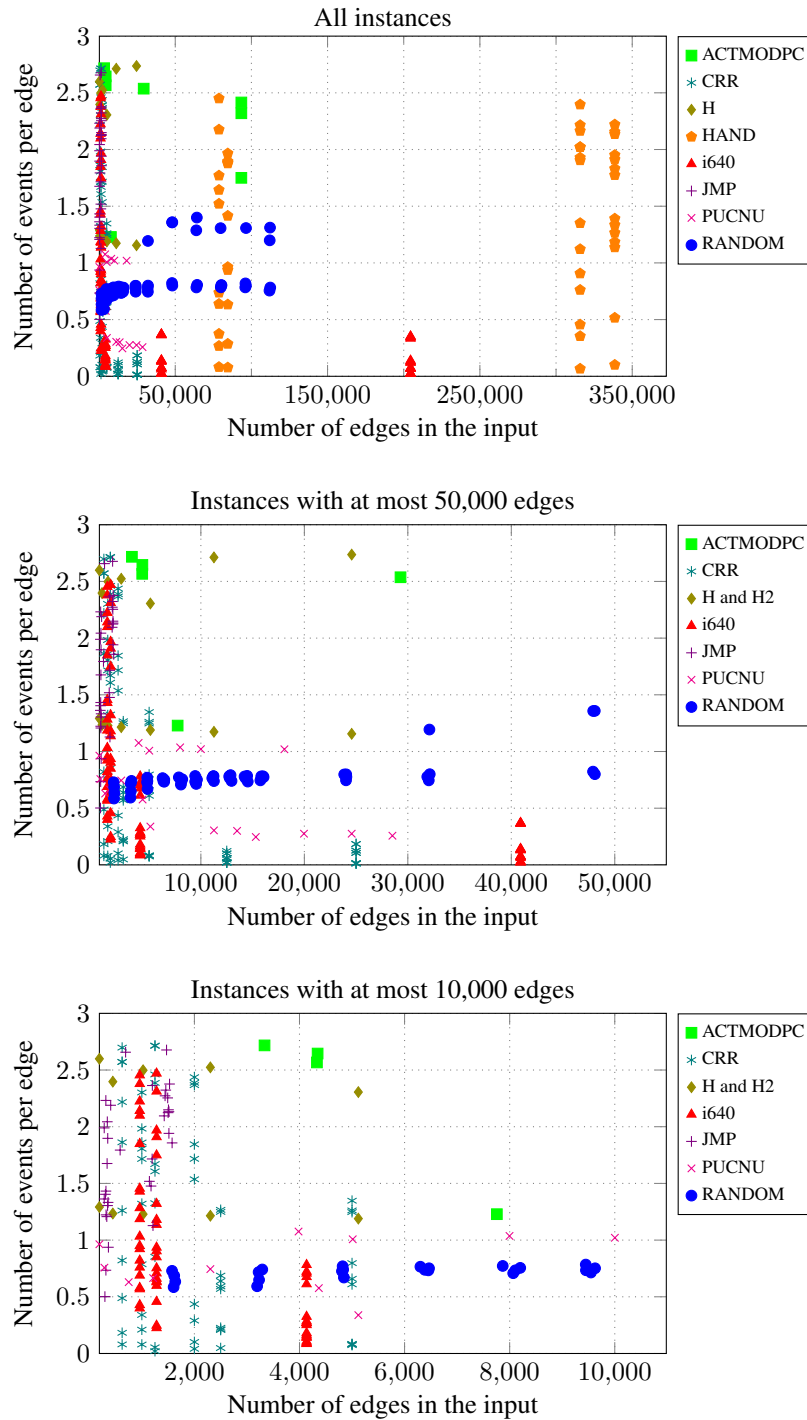 All instances
3
2.5
2
1.5
1
0.5
0
Number of events per edge
50,000 100,000 150,000 200,000 250,000 300,000 350,000
Number of edges in the input
ACTMODPC
CRR
H
HAND
i640
JMP
PUCNU
RANDOM
Instances with at most 50,000 edges
3
2.5
2
1.5
1
0.5
0
Number of events per edge
10,000 20,000 30,000 40,000 50,000
Number of edges in the input
ACTMODPC
CRR
H and H2
i640
JMP
PUCNU
RANDOM
Instances with at most 10,000 edges
3
2.5
2
1.5
1
0.5
0
Number of events per edge
2,000 4,000 6,000 8,000 10,000
Number of edges in the input
ACTMODPC
CRR
H and H2
i640
JMP
PUCNU
RANDOM